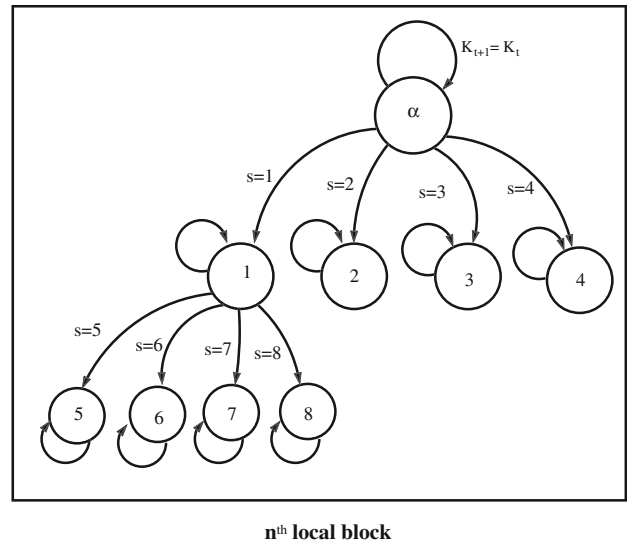 K_{t+1}= K_t
α
s=1
s=2
s=3
s=4
1
2
3
4
s=5
s=6
s=7
s=8
5
6
7
8
nᵗʰ local block